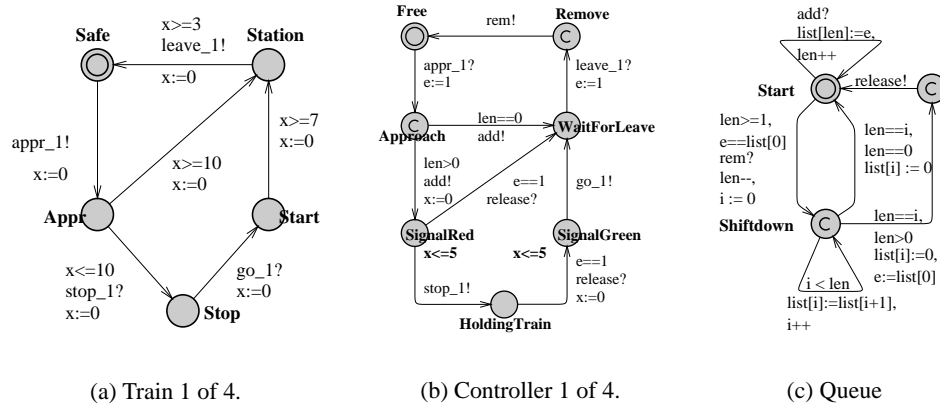 Safe
x>=3
leave_1!
x:=0
Station
appr_1!
x:=0
x>=10
x:=0
x>=7
x:=0
Appr
Start
x<=10
stop_1?
x:=0
go_1?
x:=0
Stop
(a) Train 1 of 4.
Free
rem!
Remove
C
appr_1?
e:=1
leave_1?
e:=1
C
Approach
len==0
add!
WaitForLeave
len>0
add!
x:=0
e==1
release?
go_1!
SignalRed
x<=5
SignalGreen
x<=5
stop_1!
e==1
release?
x:=0
HoldingTrain
(b) Controller 1 of 4.
add?
list[len]:=e,
len++
Start
release!
C
len>=1,
e==list[0]
rem?
len--,
i := 0
len==i,
len==0
list[i] := 0
Shiftdown
C
len==i,
len>0
list[i]:=0,
e:=list[0]
i < len
list[i]:=list[i+1],
i++
(c) Queue